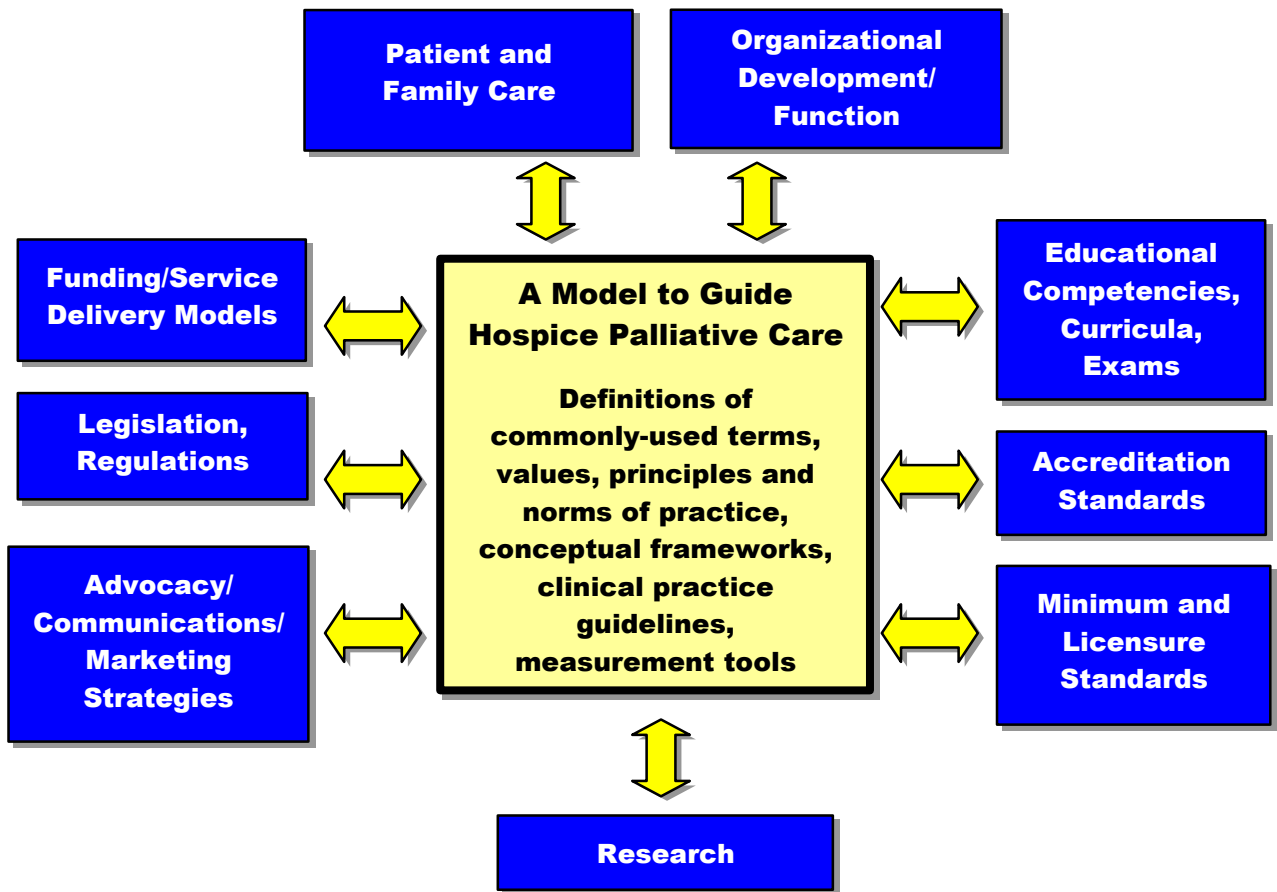 Patient and
Family Care
Organizational
Development/
Function
Funding/Service
Delivery Models
Legislation,
Regulations
Advocacy/
Communications/
Marketing
Strategies
A Model to Guide
Hospice Palliative Care
Definitions of
commonly-used terms,
values, principles and
norms of practice,
conceptual frameworks,
clinical practice
guidelines,
measurement tools
Educational
Competencies,
Curricula,
Exams
Accreditation
Standards
Minimum and
Licensure
Standards
Research